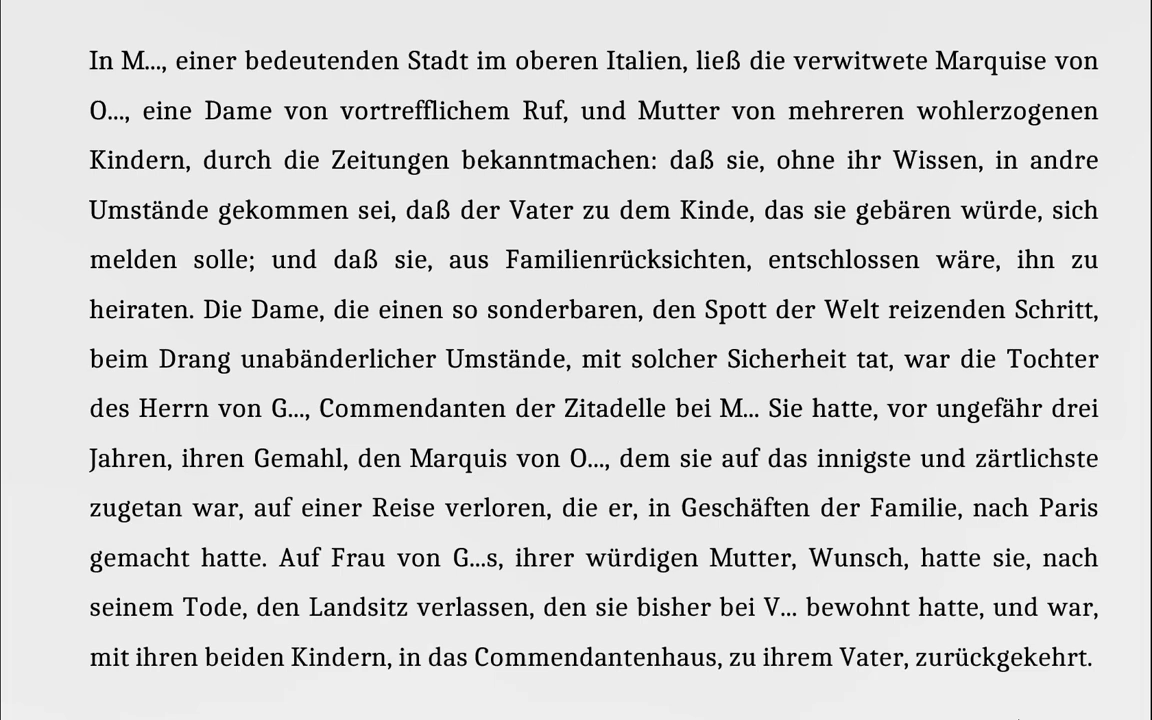 In M..., einer bedeutenden Stadt im oberen Italien, ließ die verwitwete Marquise von
O..., eine Dame von vortrefflichem Ruf, und Mutter von mehreren wohlerzogenen
Kindern, durch die Zeitungen bekanntmachen: daß sie, ohne ihr Wissen, in andre
Umstände gekommen sei, daß der Vater zu dem Kinde, das sie gebären würde, sich
melden solle; und daß sie, aus Familienrücksichten, entschlossen wäre, ihn zu
heiraten. Die Dame, die einen so sonderbaren, den Spott der Welt reizenden Schritt,
beim Drang unabänderlicher Umstände, mit solcher Sicherheit tat, war die Tochter
des Herrn von G..., Commendanten der Zitadelle bei M... Sie hatte, vor ungefähr drei
Jahren, ihren Gemahl, den Marquis von O..., dem sie auf das innigste und zärtlichste
zugetan war, auf einer Reise verloren, die er, in Geschäften der Familie, nach Paris
gemacht hatte. Auf Frau von G...s, ihrer würdigen Mutter, Wunsch, hatte sie, nach
seinem Tode, den Landsitz verlassen, den sie bisher bei V... bewohnt hatte, und war,
mit ihren beiden Kindern, in das Commendantenhaus, zu ihrem Vater, zurückgekehrt.